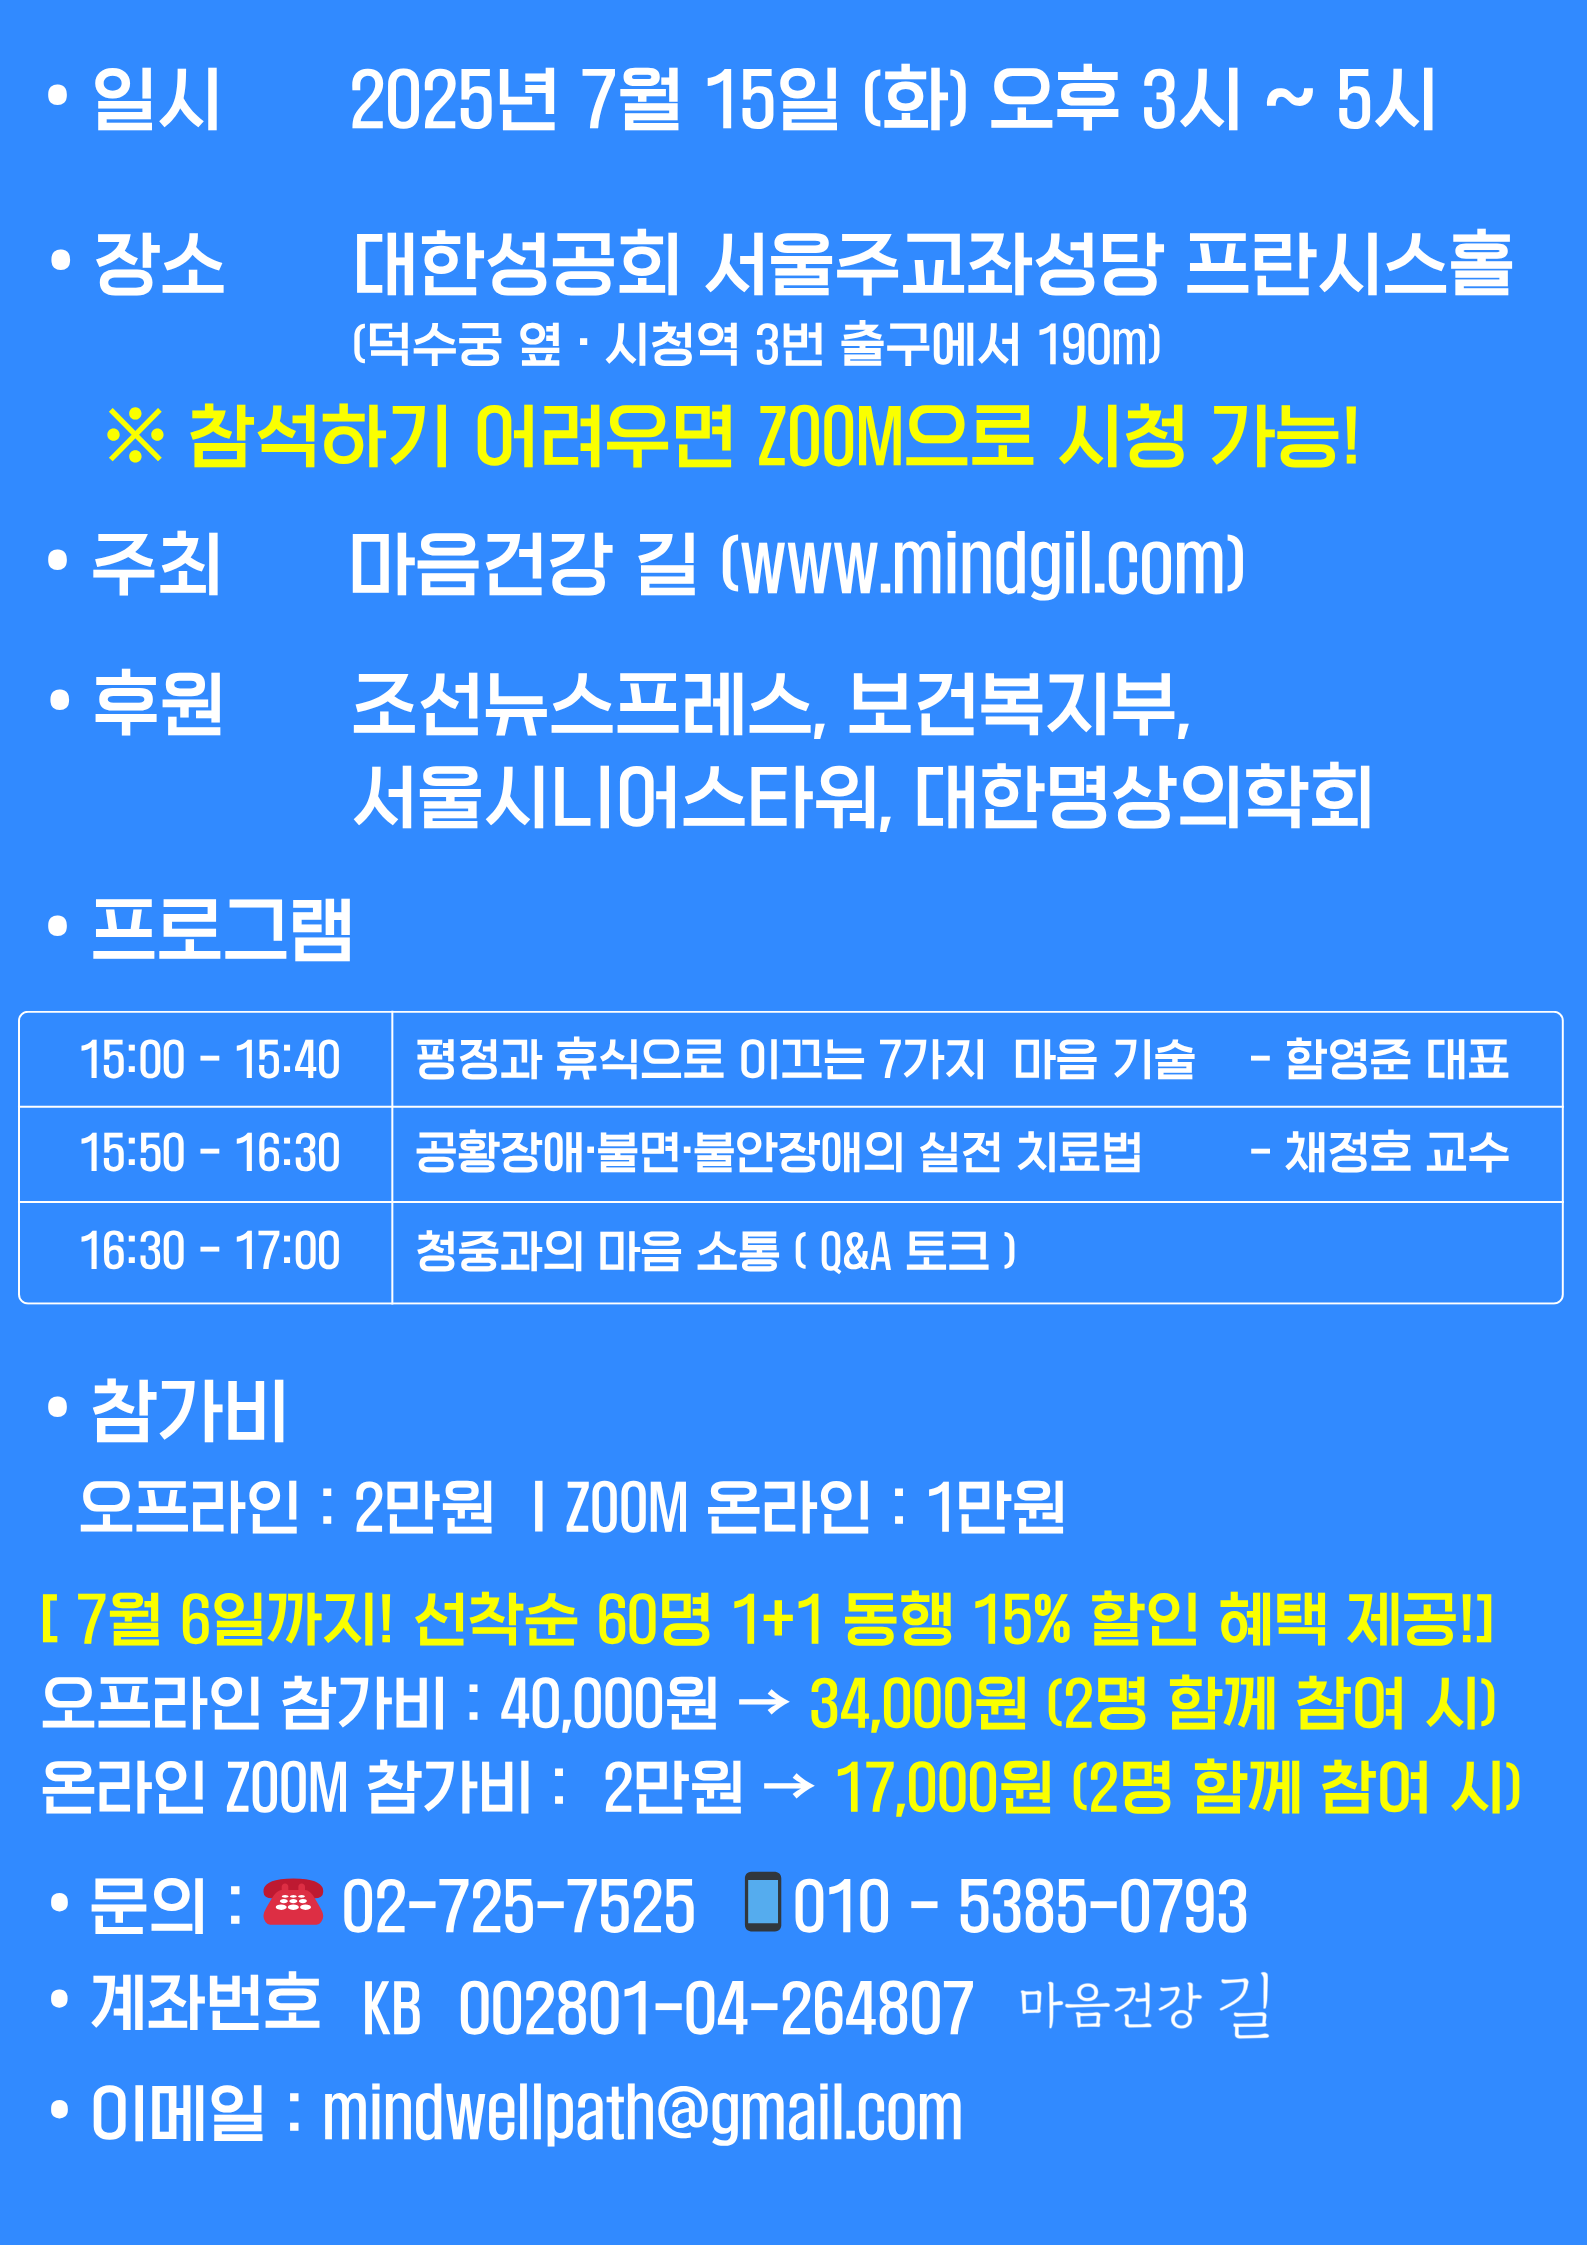 • 일시 2025년 7월 15일 (화) 오후 3시 ~ 5시
• 장소 대한성공회 서울주교좌성당 프란시스홀
(덕수궁 옆 · 시청역 3번 출구에서 190m)
※ 참석하기 어려우면 ZOOM으로 시청 가능!
• 주최 마음건강 길 (www.mindgil.com)
• 후원 조선뉴스프레스, 보건복지부,
서울시니어스타워, 대한명상의학회
• 프로그램
15:00 - 15:40 평정과 휴식으로 이끄는 7가지 마음 기술 - 함영준 대표
15:50 - 16:30 공황장애·불면·불안장애의 실전 치료법 - 채정호 교수
16:30 - 17:00 청중과의 마음 소통 ( Q&A 토크 )
• 참가비
오프라인 : 2만원 ㅣZOOM 온라인 : 1만원
[ 7월 6일까지! 선착순 60명 1+1 동행 15% 할인 혜택 제공!]
오프라인 참가비 : 40,000원 → 34,000원 (2명 함께 참여 시)
온라인 ZOOM 참가비 : 2만원 → 17,000원 (2명 함께 참여 시)
• 문의 : ☎️ 02-725-7525 📱010 - 5385-0793
• 계좌번호 KB 002801-04-264807 마음건강 길
• 이메일 : mindwellpath@gmail.com